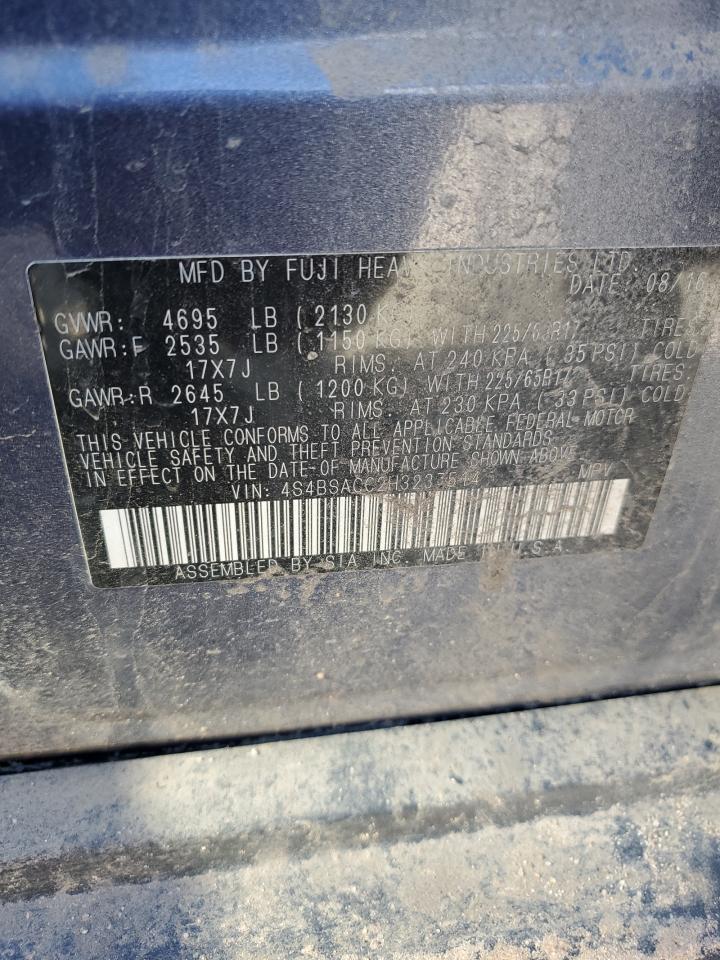 MFD BY FUJI HEAVY INDUSTRIES LTD.
DATE: 08/16
GVWR: 4695 LB ( 2130 K
GAWR:F 2535 LB ( 1150 KG) WITH 225/65R17 TIRES
17X7J RIMS. AT 240 KPA ( 35 PSI) COLD
GAWR:R 2645 LB ( 1200 KG) WITH 225/65R17 TIRES
17X7J RIMS. AT 230 KPA ( 33 PSI) COLD
THIS VEHICLE CONFORMS TO ALL APPLICABLE FEDERAL MOTOR
VEHICLE SAFETY AND THEFT PREVENTION STANDARDS
IN EFFECT ON THE DATE OF MANUFACTURE SHOWN ABOVE.
VIN: MPV
ASSEMBLED BY SIA INC. MADE IN U.S.A.